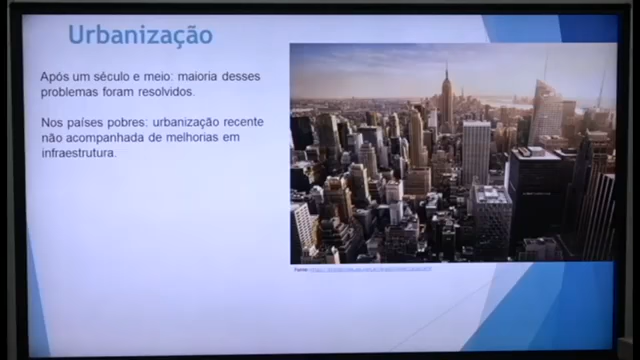 Urbanização
Após um século e meio: maioria desses
problemas foram resolvidos.
Nos países pobres: urbanização recente
não acompanhada de melhorias em
infraestrutura.
Fonte: